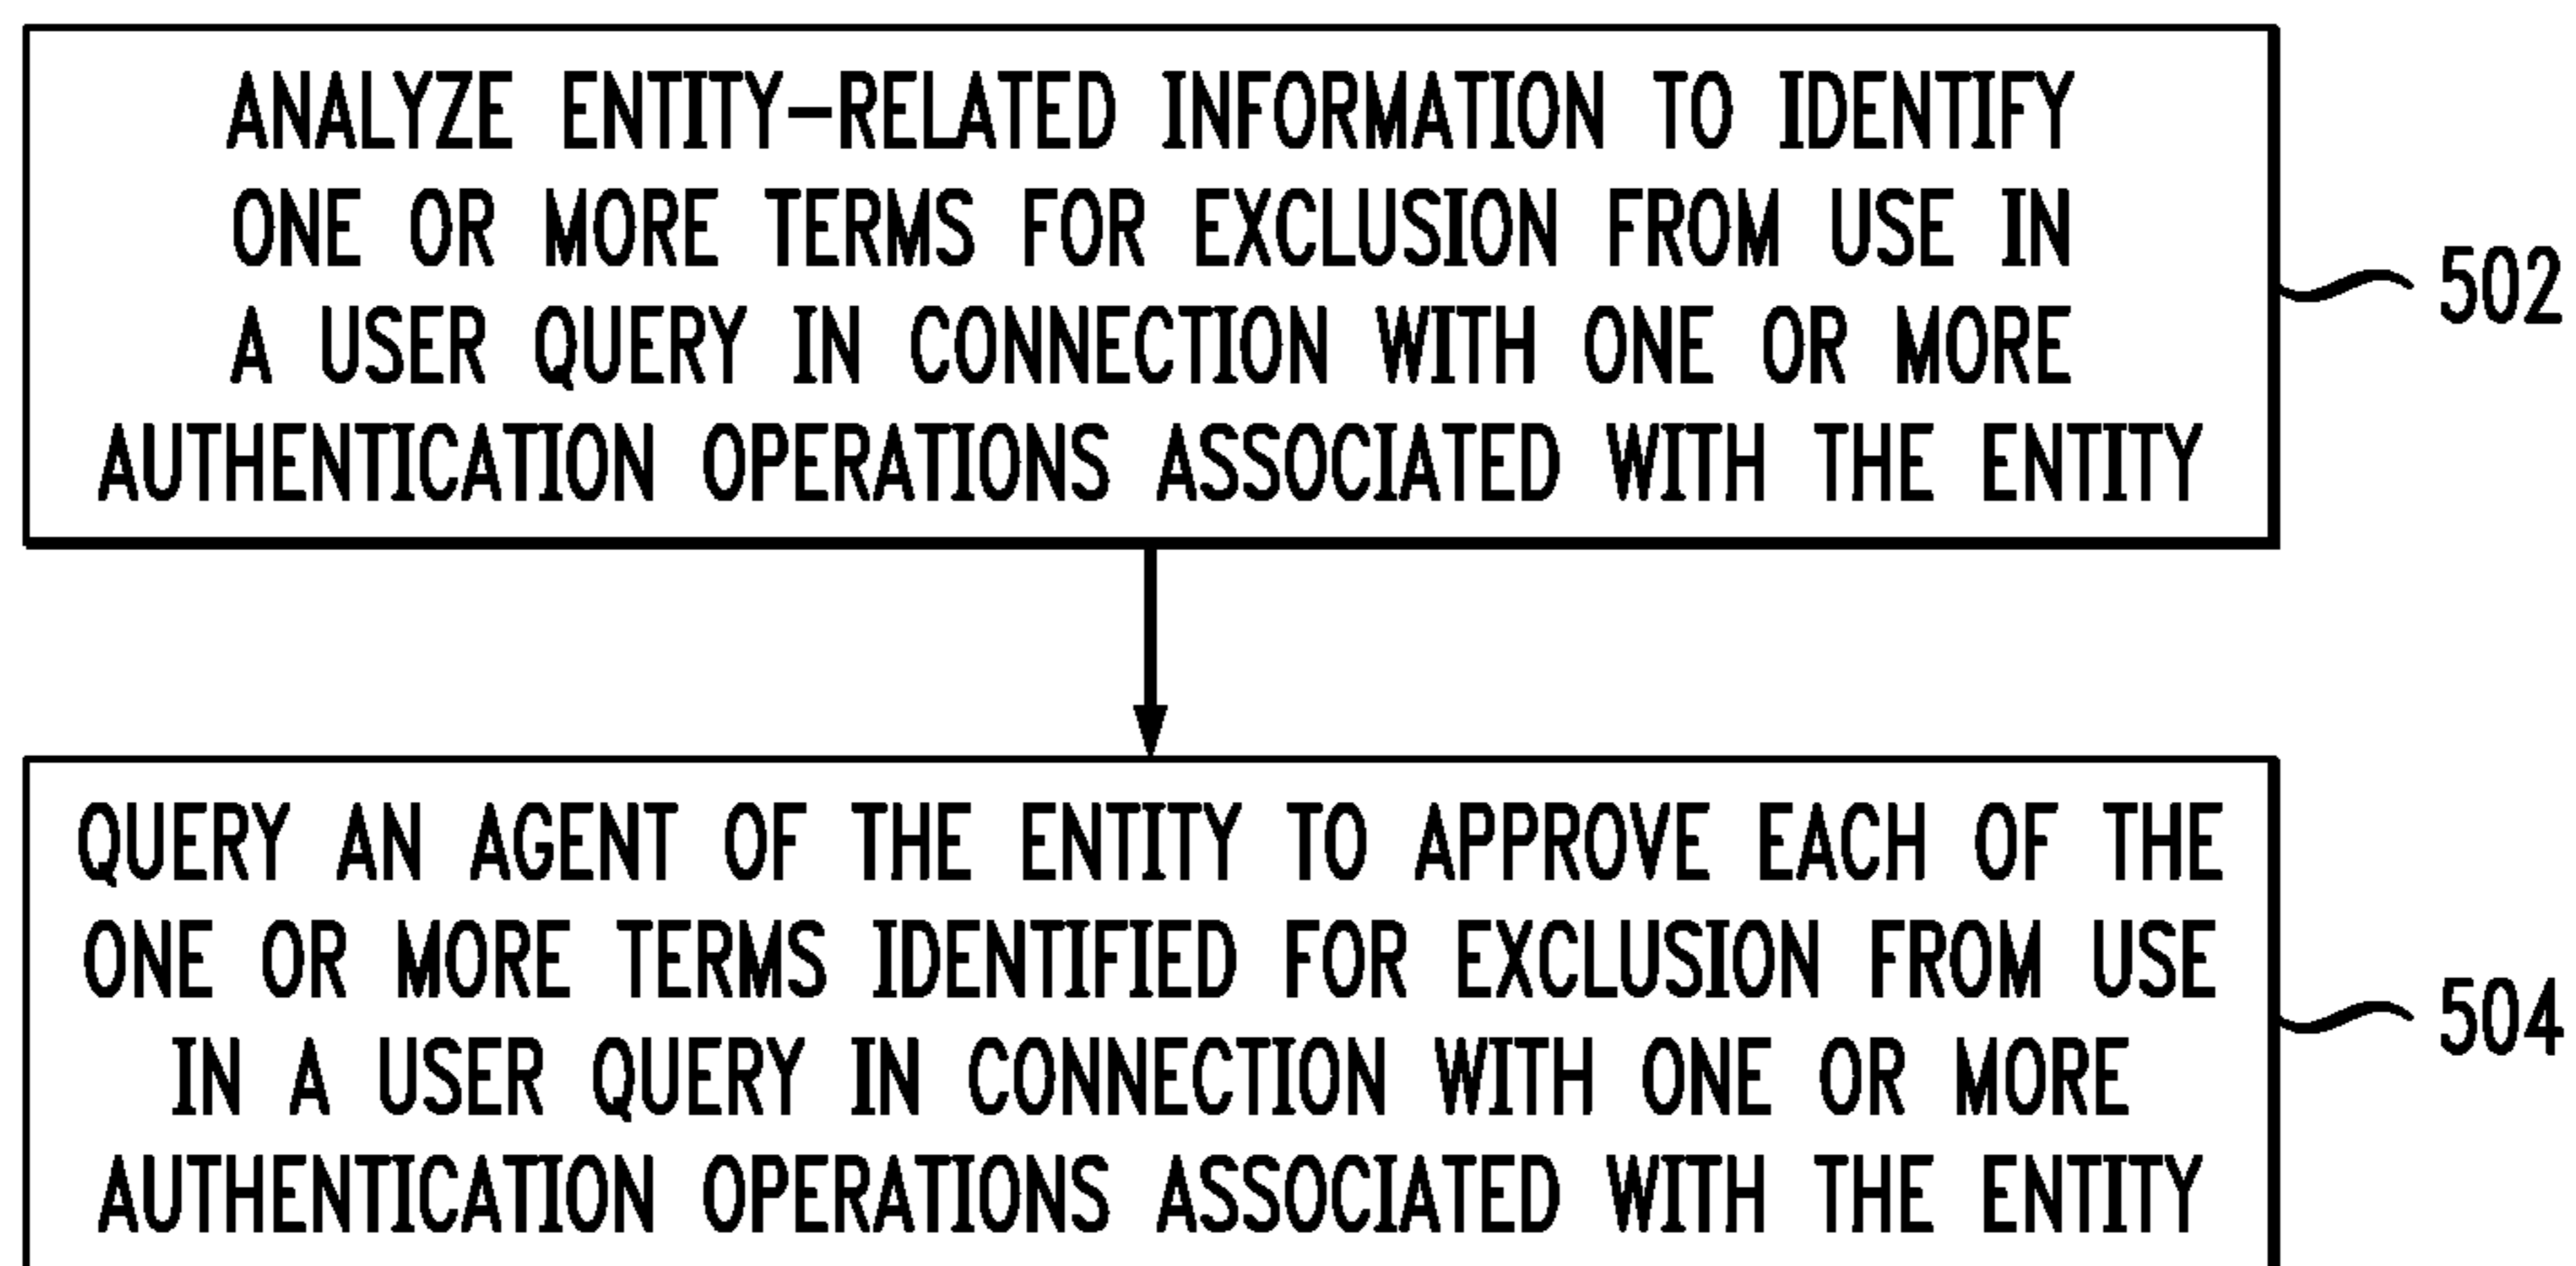 ANALYZE ENTITY-RELATED INFORMATION TO IDENTIFY
ONE OR MORE TERMS FOR EXCLUSION FROM USE IN
A USER QUERY IN CONNECTION WITH ONE OR MORE
AUTHENTICATION OPERATIONS ASSOCIATED WITH THE ENTITY
502
QUERY AN AGENT OF THE ENTITY TO APPROVE EACH OF THE
ONE OR MORE TERMS IDENTIFIED FOR EXCLUSION FROM USE
IN A USER QUERY IN CONNECTION WITH ONE OR MORE
AUTHENTICATION OPERATIONS ASSOCIATED WITH THE ENTITY
504